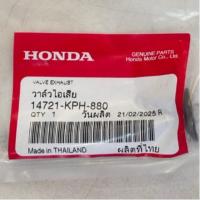 HONDA
GENUINE PARTS
Honda Motor Co., Ltd.
VALVE EXHAUST
วาล์วไอเสีย
14721-KPH-880
QTY 1 วันผลิต 21/02/2025 R
Made in THAILAND ผลิตที่ไทย